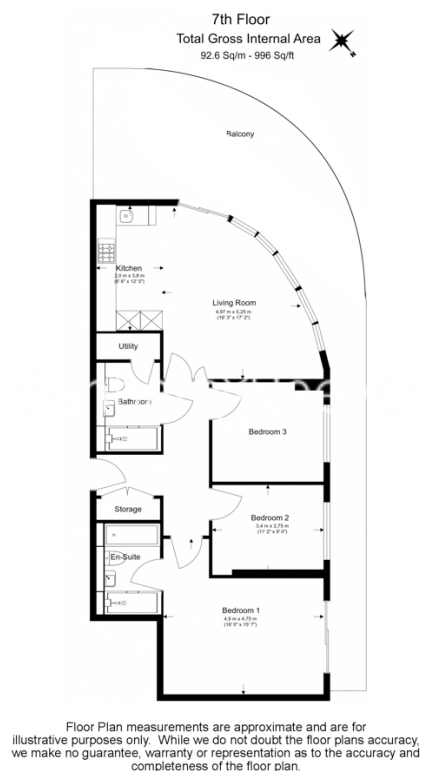 7th Floor
Total Gross Internal Area
92.6 Sq/m - 996 Sq/ft
N
Balcony
Kitchen
2.0 m x 3.8 m
(6' 6" x 12' 5")
Living Room
4.97 m x 5.25 m
(16' 3" x 17' 2")
Utility
Bathroom
Bedroom 3
Storage
Bedroom 2
3.4 m x 2.75 m
(11' 2" x 9' 0")
En-Suite
Bedroom 1
4.9 m x 4.75 m
(16' 0" x 15' 7")
Floor Plan measurements are approximate and are for
illustrative purposes only. While we do not doubt the floor plans accuracy,
we make no guarantee, warranty or representation as to the accuracy and
completeness of the floor plan.